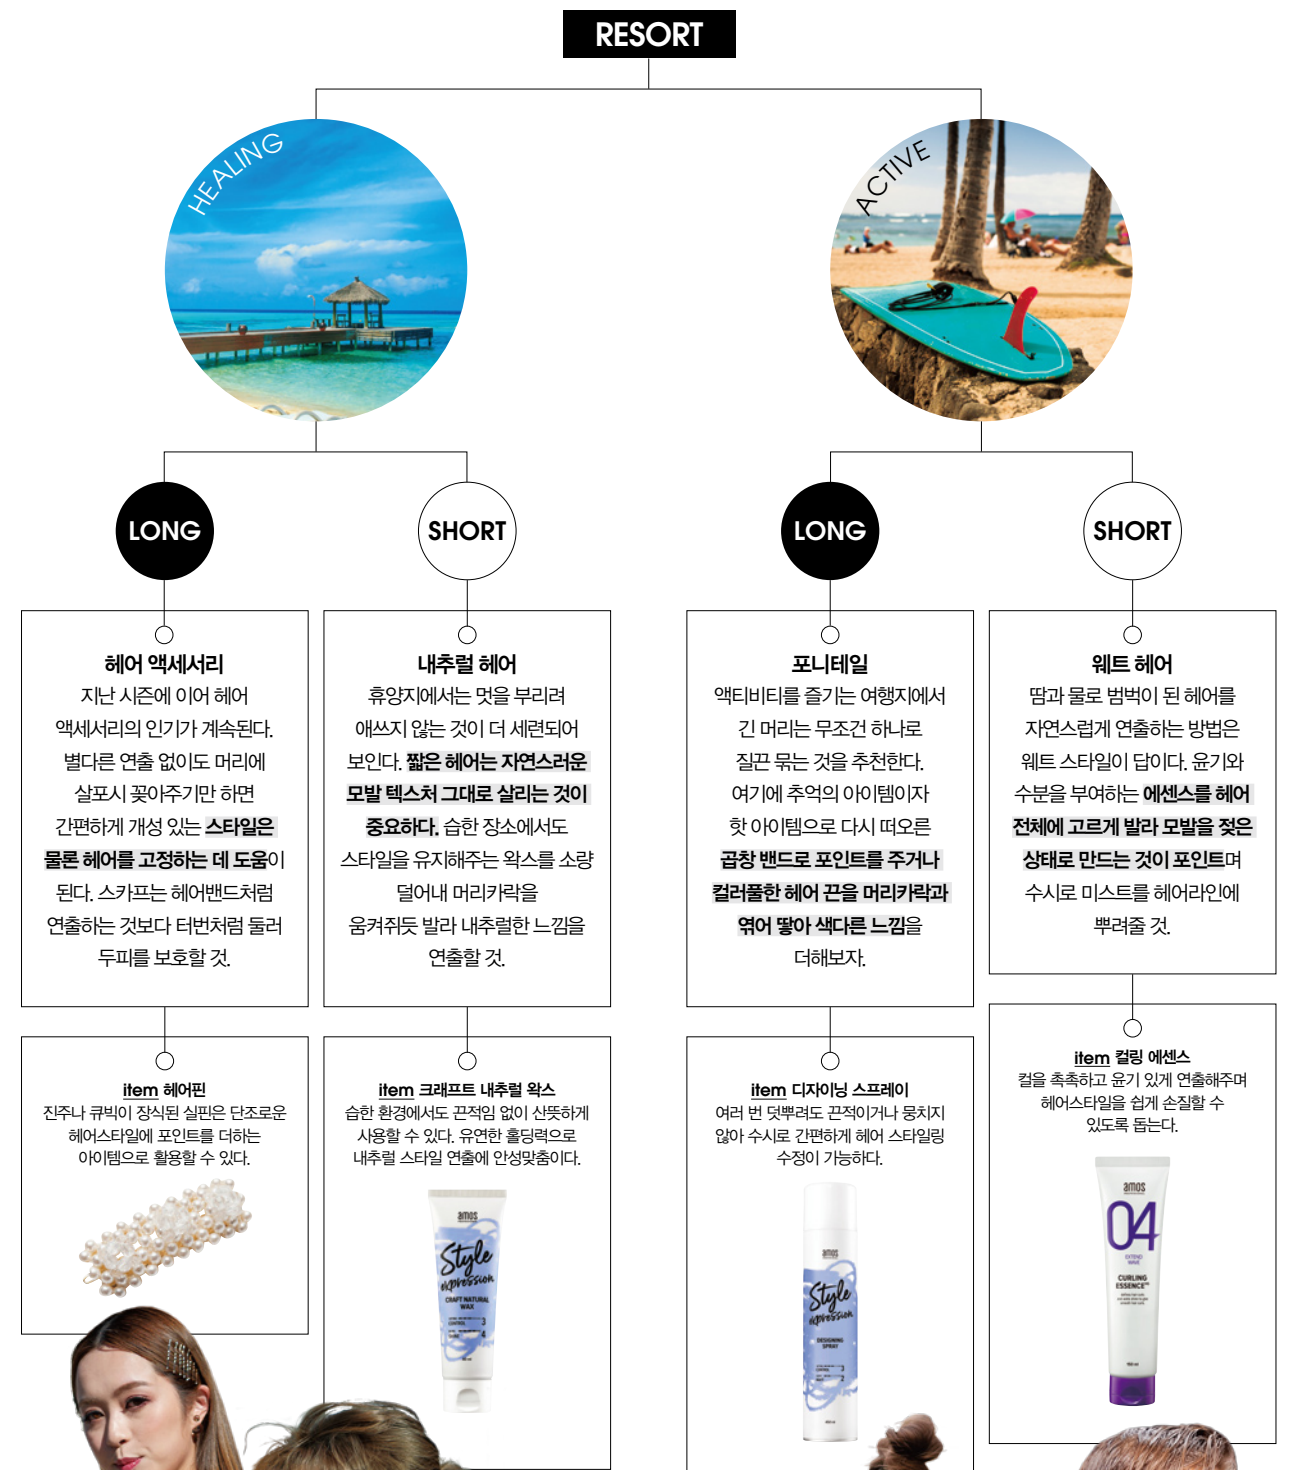 RESORT
HEALING
ACTIVE
LONG
SHORT
LONG
SHORT
헤어 액세서리
지난 시즌에 이어 헤어
액세서리의 인기가 계속된다.
별다른 연출 없이도 머리에
살포시 꽂아주기만 하면
간편하게 개성 있는 스타일은
물론 헤어를 고정하는 데 도움이
된다. 스카프는 헤어밴드처럼
연출하는 것보다 터번처럼 둘러
두피를 보호할 것.
내추럴 헤어
휴양지에서는 멋을 부리려
애쓰지 않는 것이 더 세련되어
보인다. 짧은 헤어는 자연스러운
모발 텍스처 그대로 살리는 것이
중요하다. 습한 장소에서도
스타일을 유지해주는 왁스를 소량
덜어내 머리카락을
움켜쥐듯 발라 내추럴한 느낌을
연출할 것.
포니테일
액티비티를 즐기는 여행지에서
긴 머리는 무조건 하나로
질끈 묶는 것을 추천한다.
여기에 추억의 아이템이자
핫 아이템으로 다시 떠오른
곱창 밴드로 포인트를 주거나
컬러풀한 헤어 끈을 머리카락과
엮어 땋아 색다른 느낌을
더해보자.
웨트 헤어
땀과 물로 범벅이 된 헤어를
자연스럽게 연출하는 방법은
웨트 스타일이 답이다. 윤기와
수분을 부여하는 에센스를 헤어
전체에 고르게 발라 모발을 젖은
상태로 만드는 것이 포인트며
수시로 미스트를 헤어라인에
뿌려줄 것.
item 헤어핀
진주나 큐빅이 장식된 실핀은 단조로운
헤어스타일에 포인트를 더하는
아이템으로 활용할 수 있다.
item 크래프트 내추럴 왁스
습한 환경에서도 끈적임 없이 산뜻하게
사용할 수 있다. 유연한 홀딩력으로
내추럴 스타일 연출에 안성맞춤이다.
amos
Style
expression
CRAFT NATURAL
WAX
CONTROL 3
4
item 디자이닝 스프레이
여러 번 덧뿌려도 끈적이거나 뭉치지
않아 수시로 간편하게 헤어 스타일링
수정이 가능하다.
amos
Style
expression
DESIGNING
SPRAY
3
2
item 컬링 에센스
컬을 촉촉하고 윤기 있게 연출해주며
헤어스타일을 쉽게 손질할 수
있도록 돕는다.
amos
04
EXTEND
WAVE
CURLING
ESSENCE